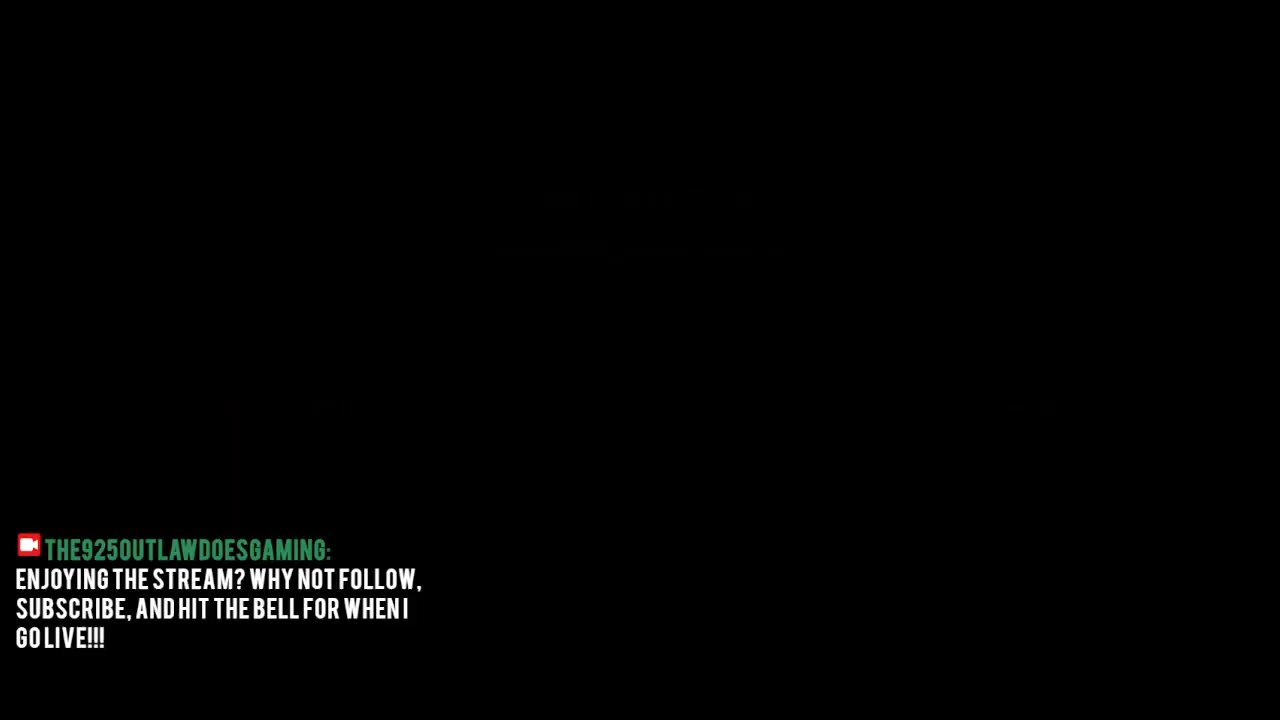 THE925OUTLAWDOESGAMING:
ENJOYING THE STREAM? WHY NOT FOLLOW,
SUBSCRIBE, AND HIT THE BELL FOR WHEN I
GO LIVE!!!